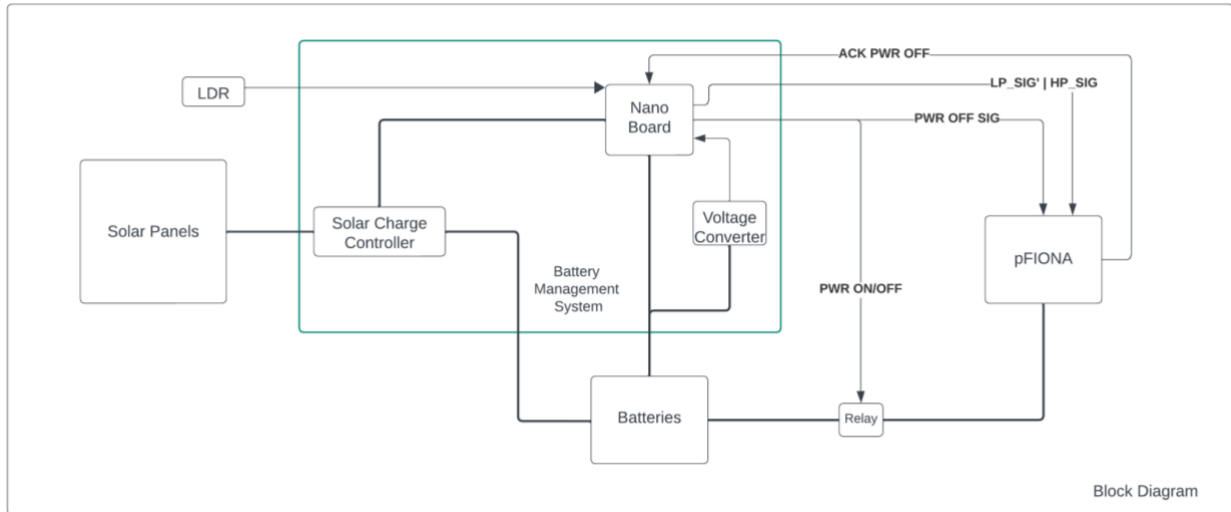 ACK PWR OFF
LDR
LP_SIG' | HP_SIG
Nano
Board
PWR OFF SIG
Solar Panels
Solar Charge
Controller
Voltage
Converter
pFIONA
Battery
Management
System
PWR ON/OFF
Batteries
Relay
Block Diagram